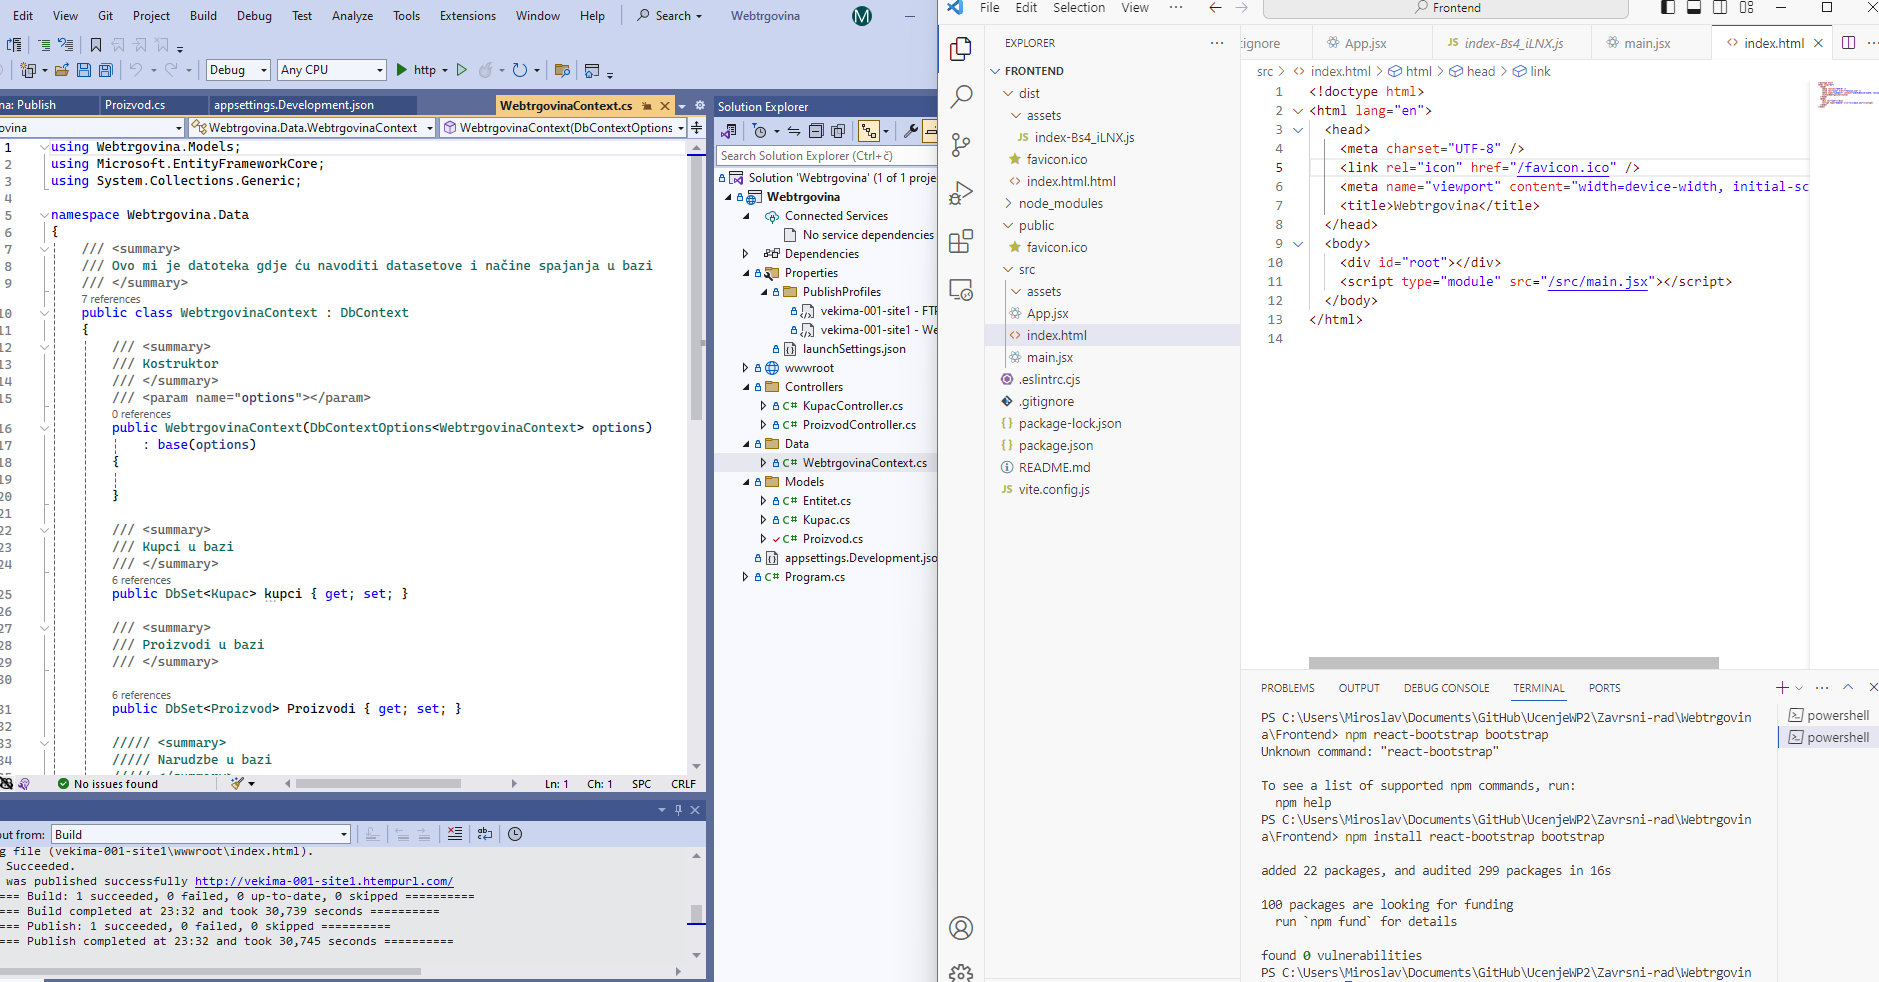 Edit View Git Project Build Debug Test Analyze Tools Extensions Window Help Search Webtrgovina M
Debug Any CPU http
na: Publish Proizvod.cs appsettings.Development.json WebtrgovinaContext.cs
ovina Webtrgovina.Data.WebtrgovinaContext WebtrgovinaContext(DbContextOptions
1 using Webtrgovina.Models;
2 using Microsoft.EntityFrameworkCore;
3 using System.Collections.Generic;
4
5 namespace Webtrgovina.Data
6 {
7 /// <summary>
8 /// Ovo mi je datoteka gdje ću navoditi datasetove i načine spajanja u bazi
9 /// </summary>
7 references
10 public class WebtrgovinaContext : DbContext
11 {
12 /// <summary>
13 /// Kostruktor
14 /// </summary>
15 /// <param name="options"></param>
0 references
16 public WebtrgovinaContext(DbContextOptions<WebtrgovinaContext> options)
17 : base(options)
18 {
19
20 }
21
22 /// <summary>
23 /// Kupci u bazi
24 /// </summary>
6 references
25 public DbSet<Kupac> kupci { get; set; }
26
27 /// <summary>
28 /// Proizvodi u bazi
29 /// </summary>
30
6 references
31 public DbSet<Proizvod> Proizvodi { get; set; }
32
33 ///// <summary>
34 ///// Narudzbe u bazi
No issues found Ln: 1 Ch: 1 SPC CRLF
out from: Build
g file (vekima-001-site1\wwwroot\index.html).
Succeeded.
was published successfully http://vekima-001-site1.htempurl.com/
=== Build: 1 succeeded, 0 failed, 0 up-to-date, 0 skipped ==========
=== Build completed at 23:32 and took 30,739 seconds ==========
=== Publish: 1 succeeded, 0 failed, 0 skipped ==========
=== Publish completed at 23:32 and took 30,745 seconds ==========
Solution Explorer
Search Solution Explorer (Ctrl+č)
Solution 'Webtrgovina' (1 of 1 proje
Webtrgovina
Connected Services
No service dependencies
Dependencies
Properties
PublishProfiles
vekima-001-site1 - FTP
vekima-001-site1 - We
launchSettings.json
wwwroot
Controllers
C# KupacController.cs
C# ProizvodController.cs
Data
C# WebtrgovinaContext.cs
Models
C# Entitet.cs
C# Kupac.cs
C# Proizvod.cs
appsettings.Development.jso
C# Program.cs
File Edit Selection View ··· Frontend
EXPLORER ···
FRONTEND
dist
assets
JS index-Bs4_iLNX.js
favicon.ico
<> index.html.html
node_modules
public
favicon.ico
src
assets
App.jsx
<> index.html
main.jsx
.eslintrc.cjs
.gitignore
{} package-lock.json
{} package.json
README.md
JS vite.config.js
ignore App.jsx JS index-Bs4_iLNX.js main.jsx <> index.html
src > <> index.html > html > head > link
1 <!doctype html>
2 <html lang="en">
3 <head>
4 <meta charset="UTF-8" />
5 <link rel="icon" href="/favicon.ico" />
6 <meta name="viewport" content="width=device-width, initial-sc
7 <title>Webtrgovina</title>
8 </head>
9 <body>
10 <div id="root"></div>
11 <script type="module" src="/src/main.jsx"></script>
12 </body>
13 </html>
14
PROBLEMS OUTPUT DEBUG CONSOLE TERMINAL PORTS
PS C:\Users\Miroslav\Documents\GitHub\UcenjeWP2\Zavrsni-rad\Webtrgovin
a\Frontend> npm react-bootstrap bootstrap
Unknown command: "react-bootstrap"
To see a list of supported npm commands, run:
npm help
PS C:\Users\Miroslav\Documents\GitHub\UcenjeWP2\Zavrsni-rad\Webtrgovin
a\Frontend> npm install react-bootstrap bootstrap
added 22 packages, and audited 299 packages in 16s
100 packages are looking for funding
run `npm fund` for details
found 0 vulnerabilities
PS C:\Users\Miroslav\Documents\GitHub\UcenjeWP2\Zavrsni-rad\Webtrgovin
powershell
powershell